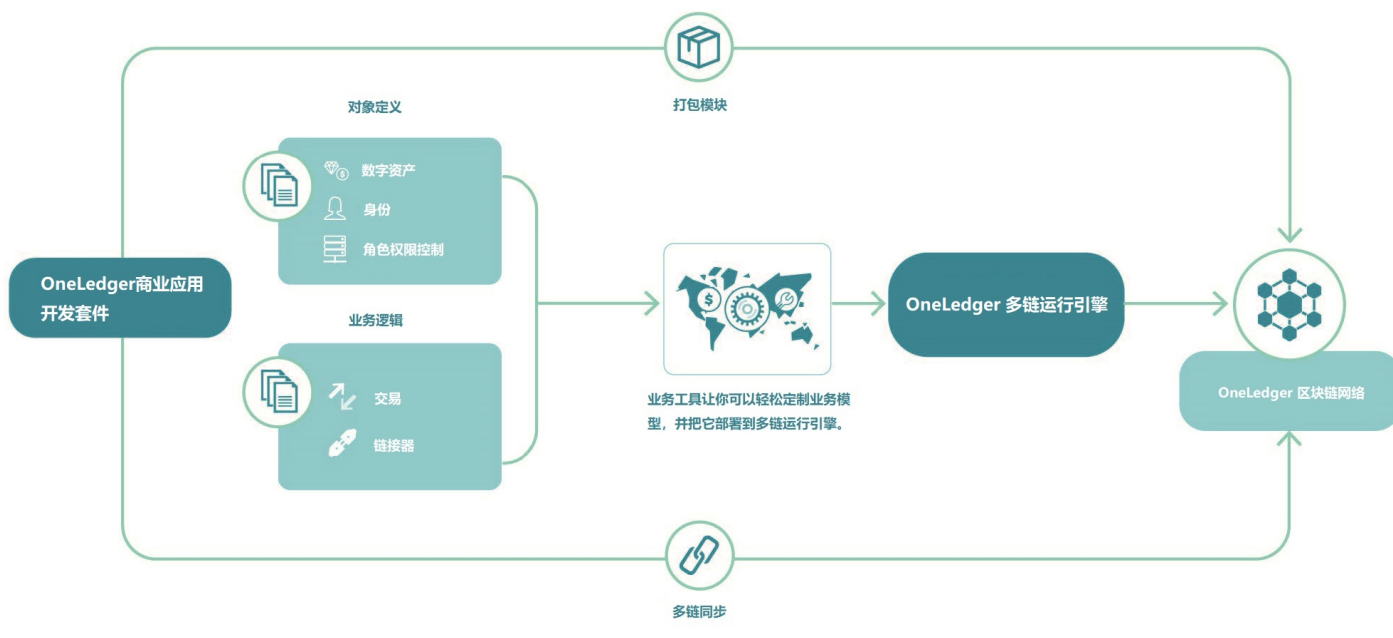 打包模块
对象定义
数字资产
身份
角色权限控制
OneLedger商业应用
开发套件
业务逻辑
交易
链接器
$
业务工具让你可以轻松定制业务模
型，并把它部署到多链运行引擎。
OneLedger 多链运行引擎
OneLedger 区块链网络
多链同步